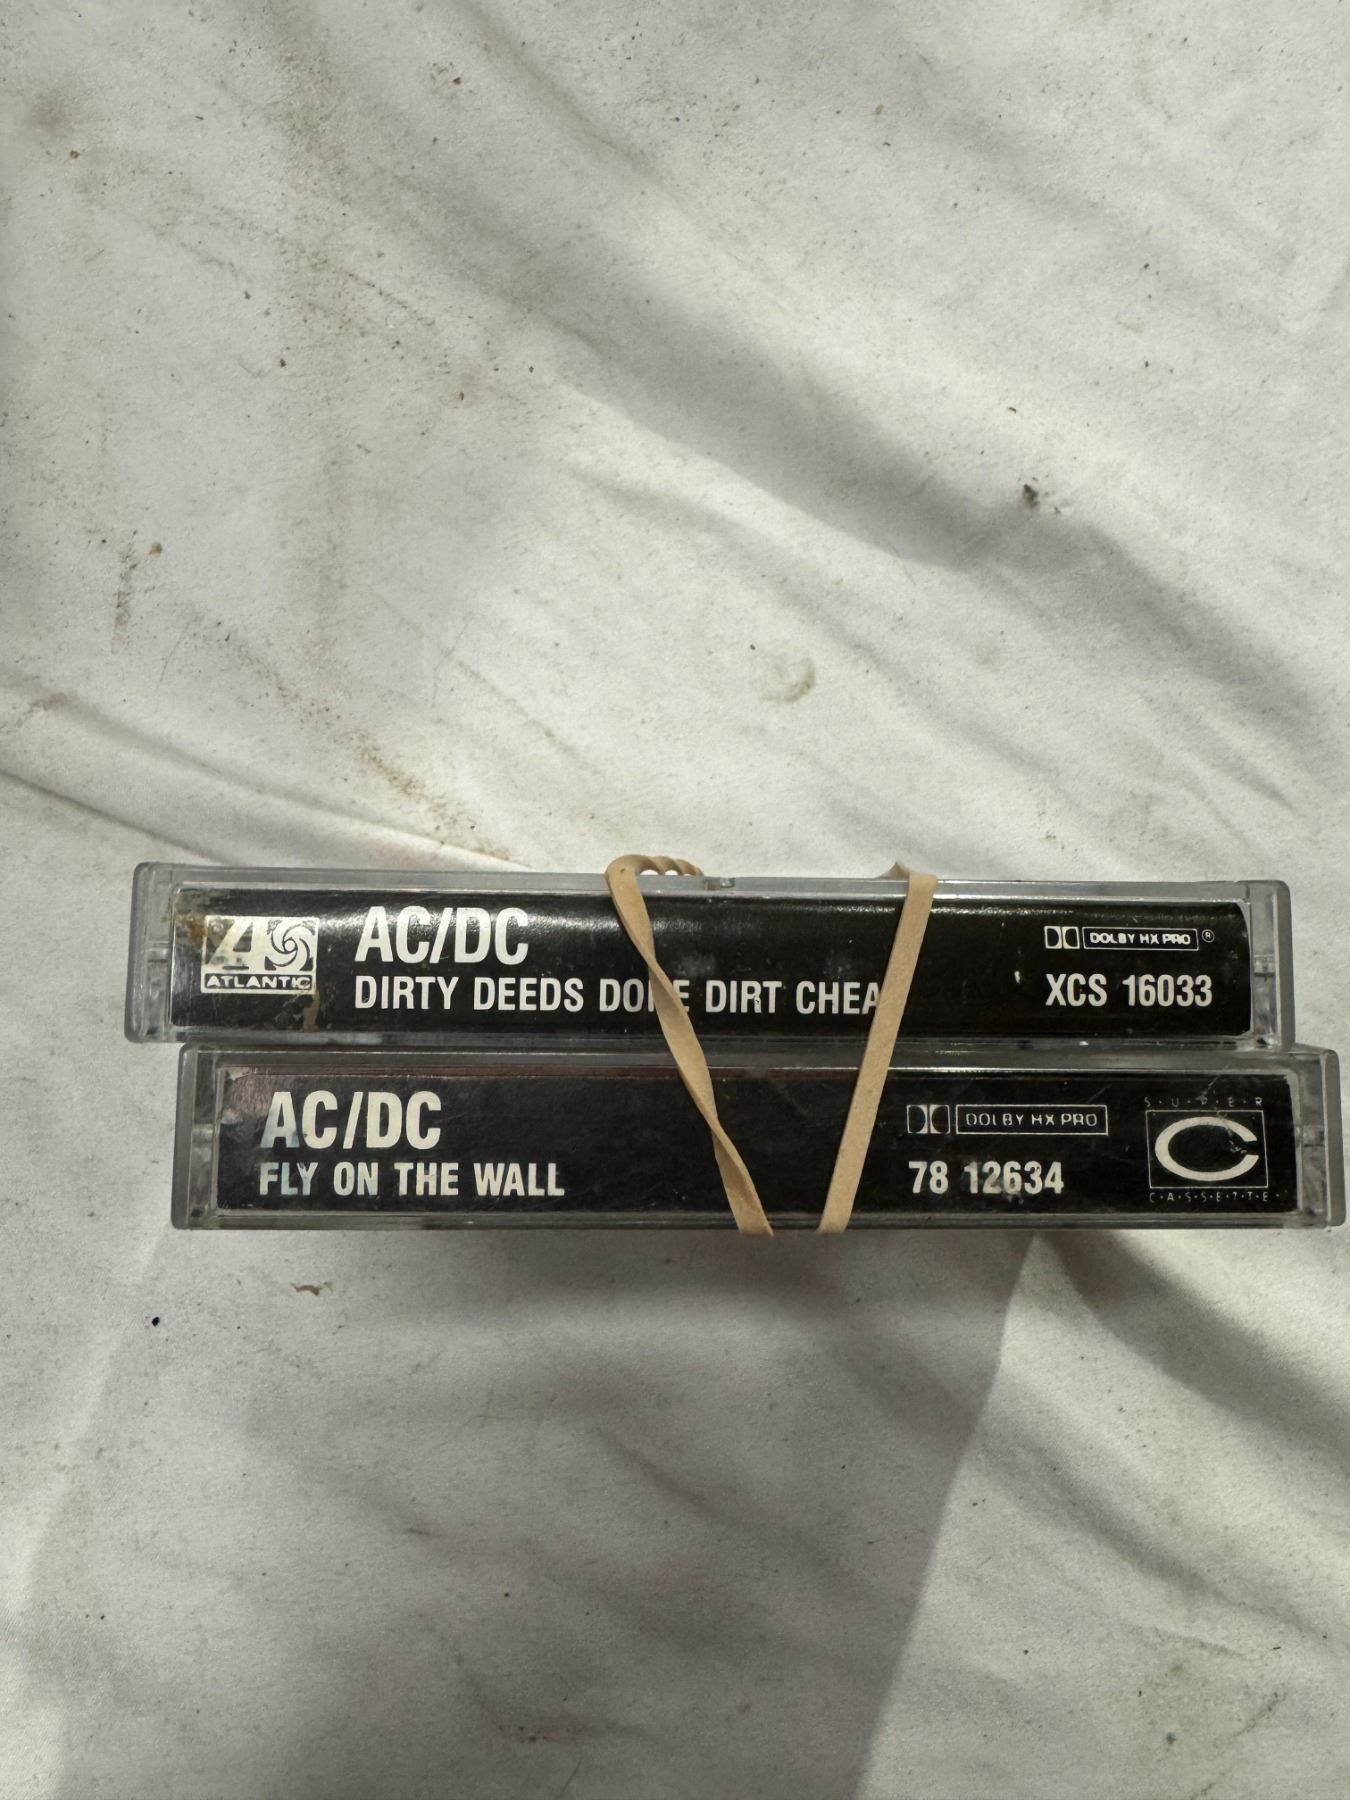 AC/DC
DIRTY DEEDS DONE DIRT CHEA
ATLANTIC
DOLBY HX PRO ®
XCS 16033
AC/DC
FLY ON THE WALL
DOLBY HX PRO
78 12634
S·U·P·E·R
C
C·A·S·S·E·T·T·E